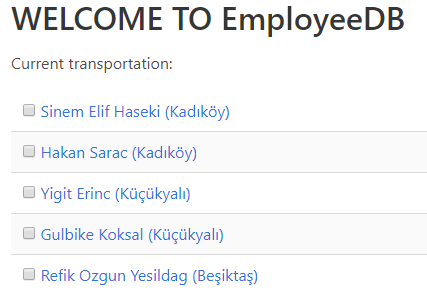 WELCOME TO EmployeeDB
Current transportation:
Sinem Elif Haseki (Kadıköy)
Hakan Sarac (Kadıköy)
Yigit Erinc (Küçükyalı)
Gulbike Koksal (Küçükyalı)
Refik Ozgun Yesildag (Beşiktaş)